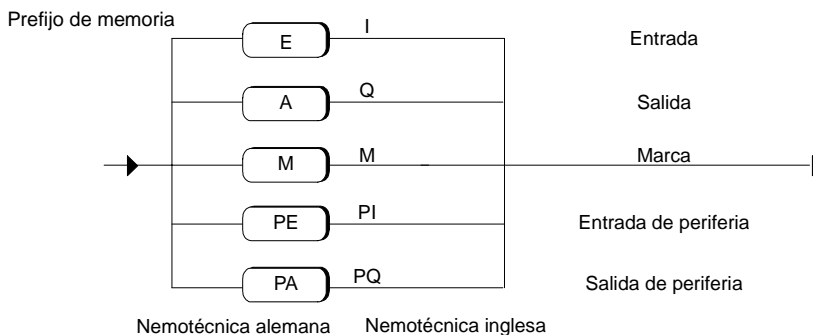 Prefijo de memoria
E I Entrada
A Q Salida
M M Marca
PE PI Entrada de periferia
PA PQ Salida de periferia
Nemotécnica alemana Nemotécnica inglesa